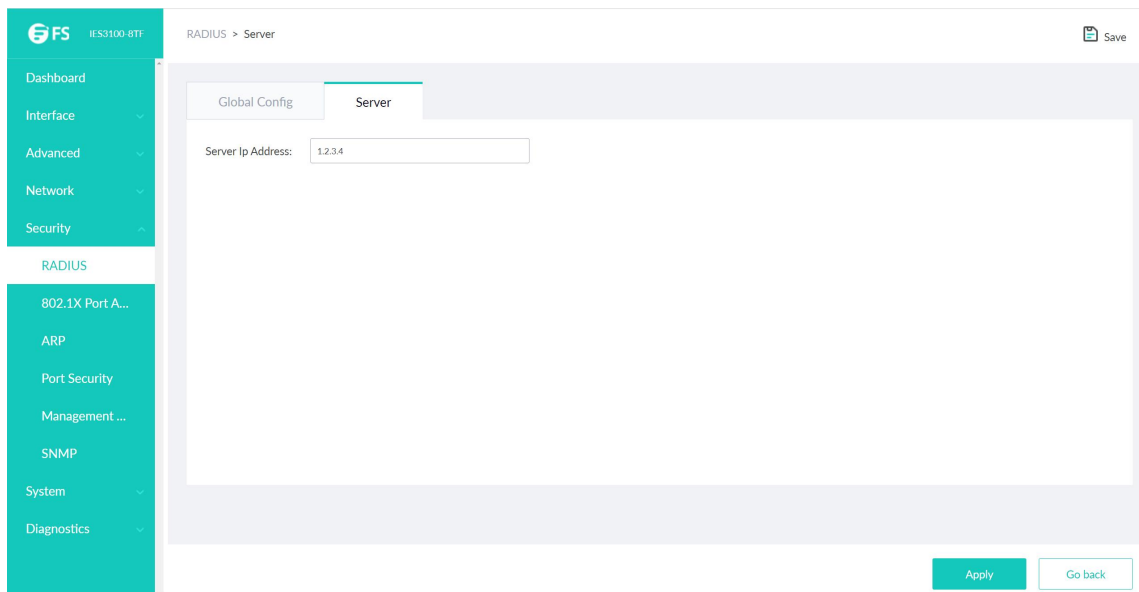 FS IES3100-8TF
RADIUS > Server
Save
Dashboard
Interface
Advanced
Network
Security
RADIUS
802.1X Port A...
ARP
Port Security
Management ...
SNMP
System
Diagnostics
Global Config
Server
Server Ip Address: 1.2.3.4
Apply
Go back